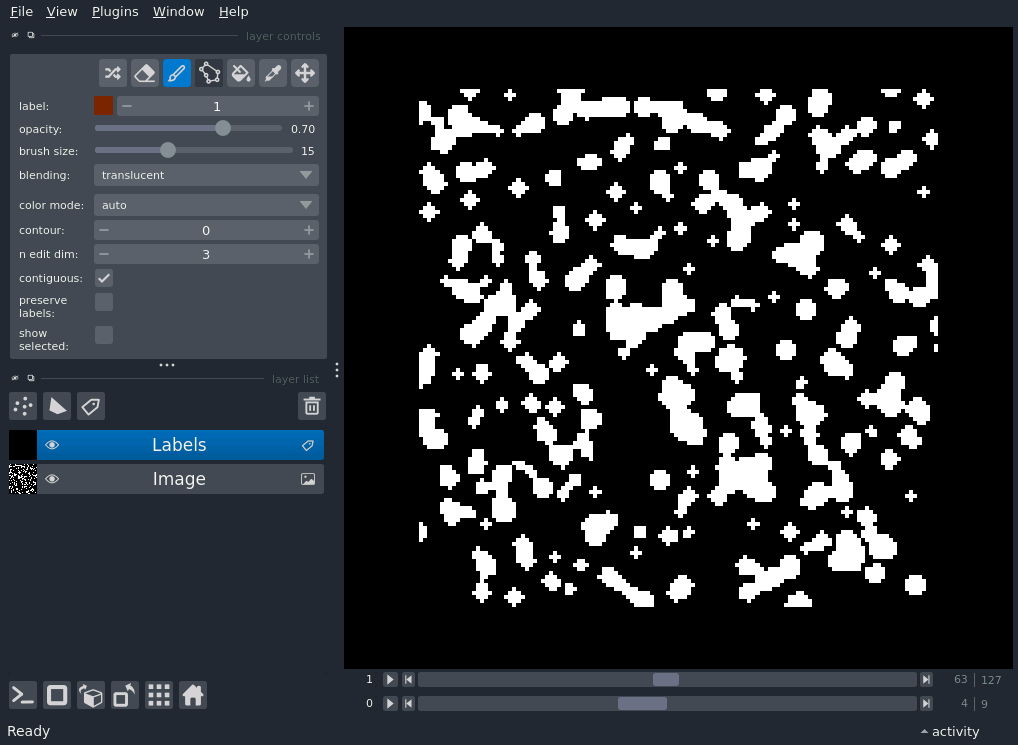 File View Plugins Window Help
layer controls
label: 1
opacity: 0.70
brush size: 15
blending: translucent
color mode: auto
contour: 0
n edit dim: 3
contiguous:
preserve
labels:
show
selected:
layer list
Labels
Image
1 63 127
0 4 9
Ready activity